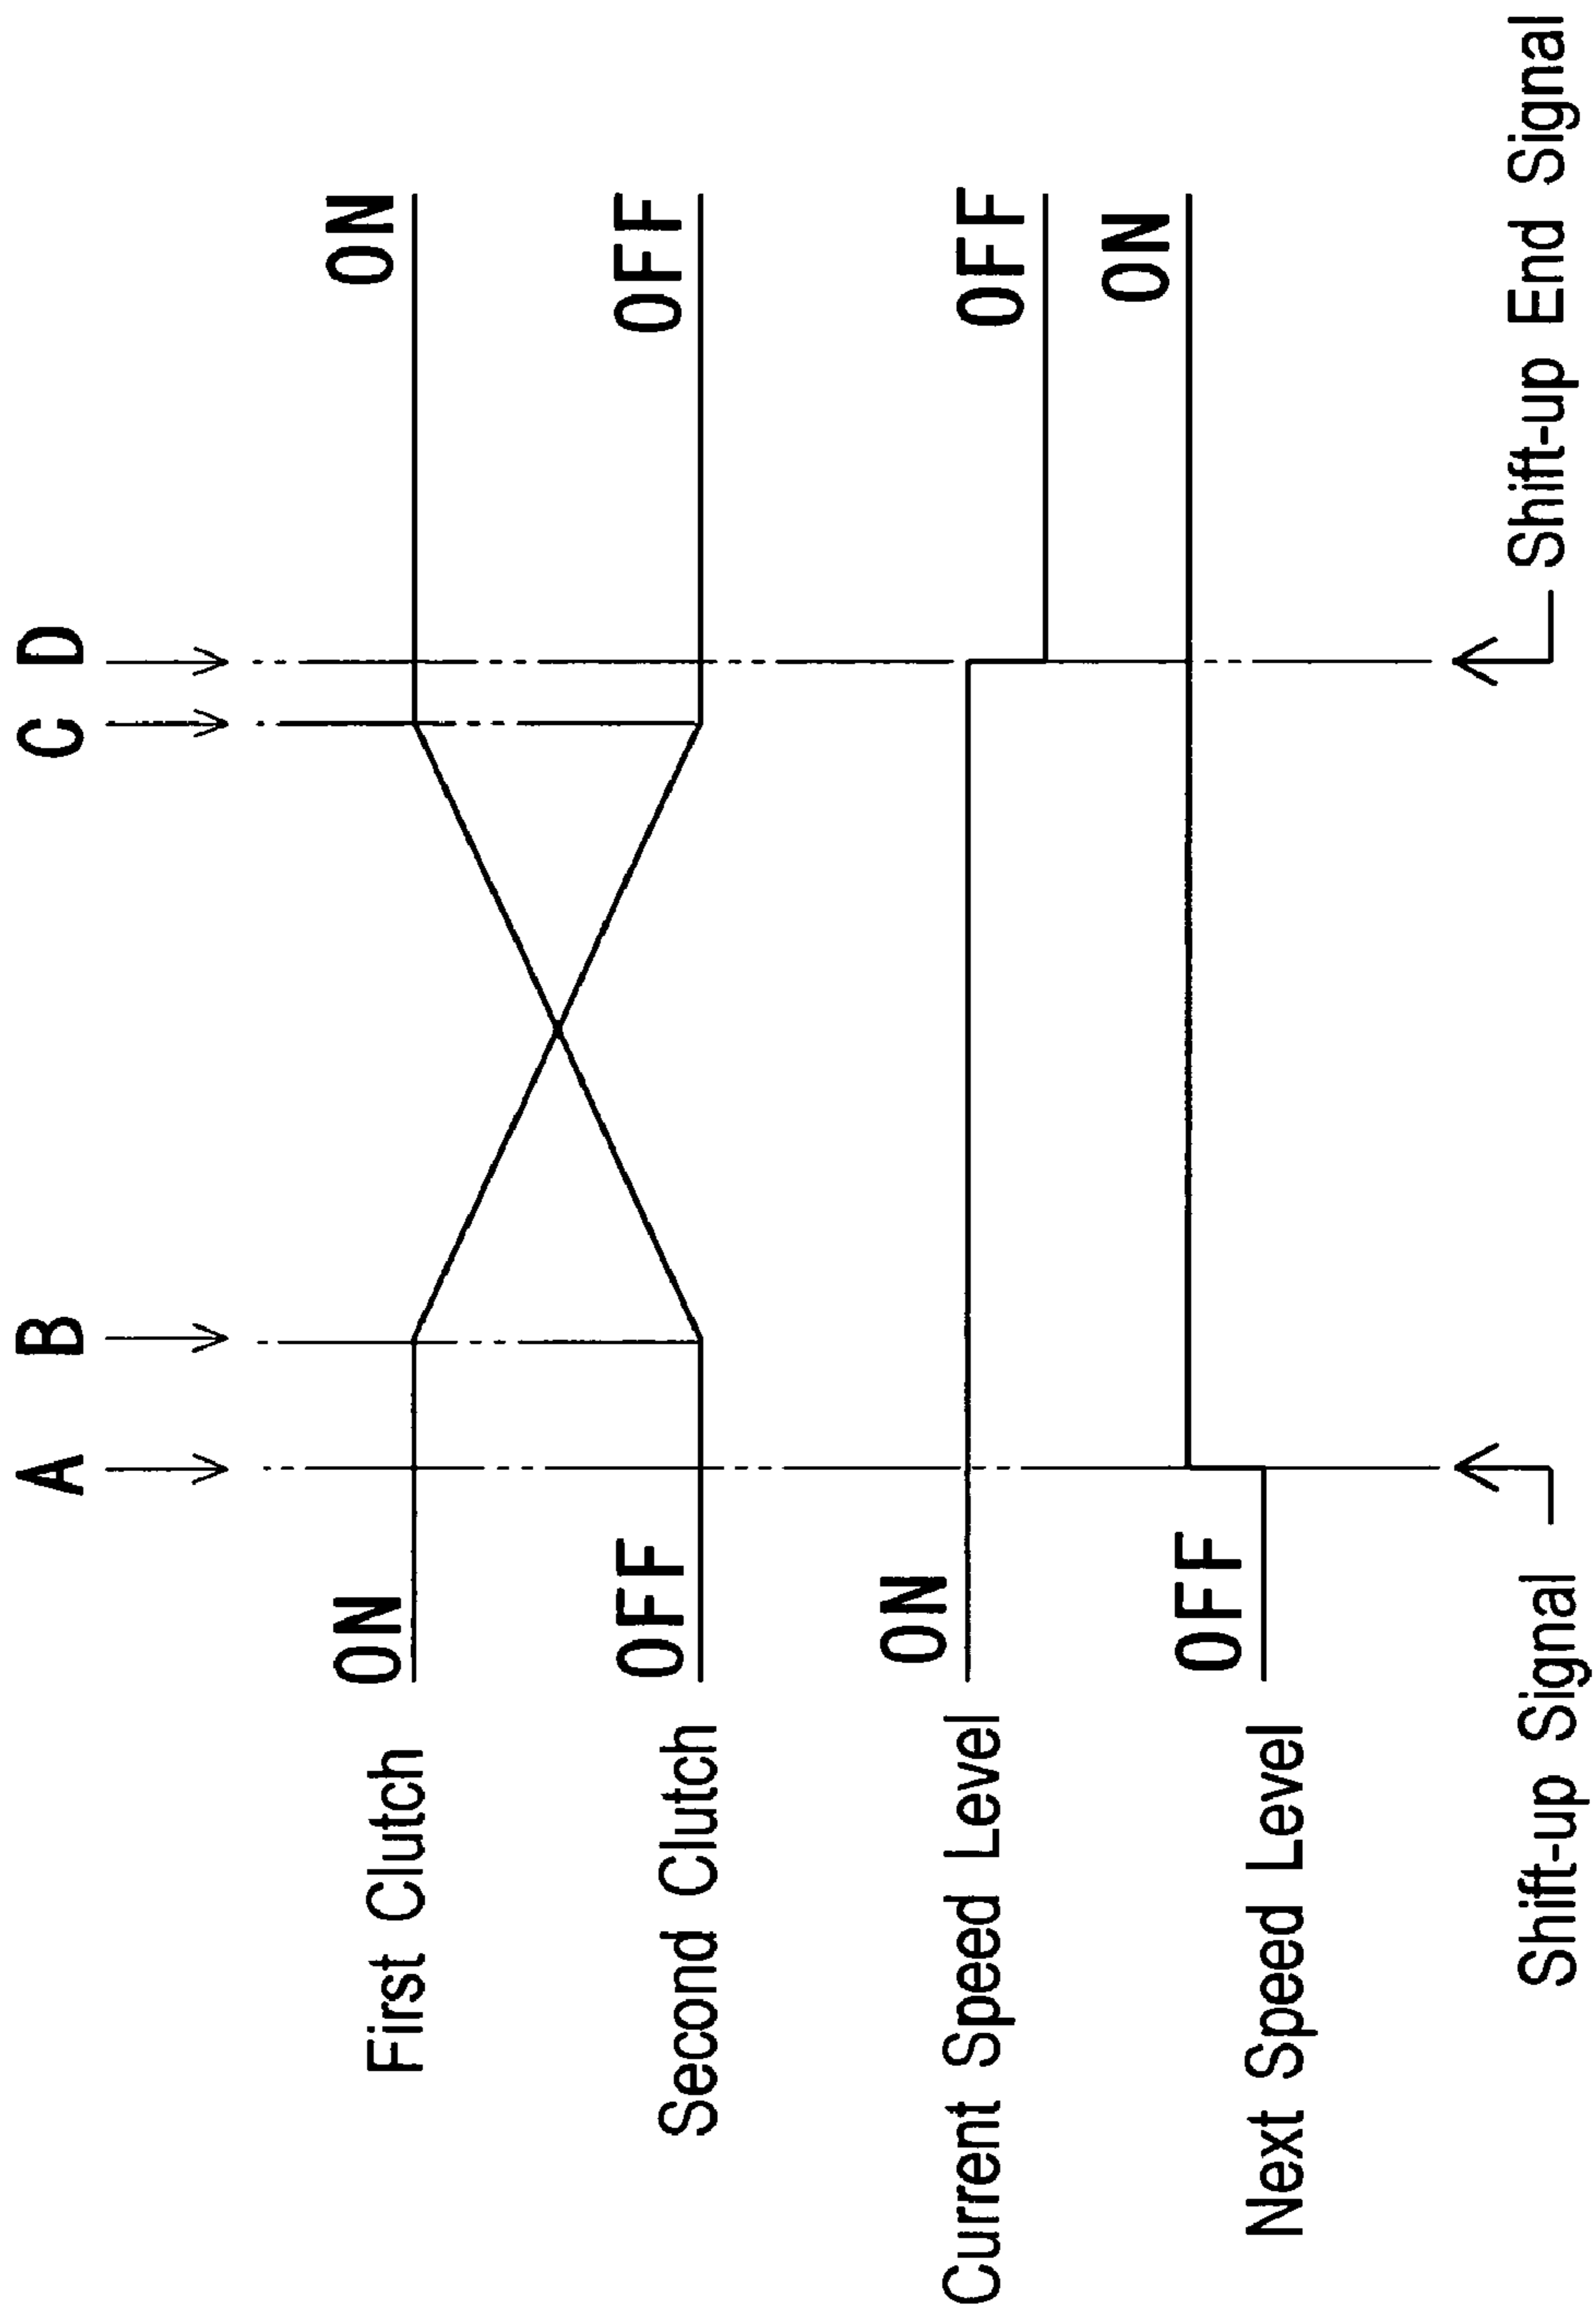 A B C D
First Clutch ON ON
Second Clutch OFF OFF
Current Speed Level ON OFF
Next Speed Level OFF ON
Shift-up Signal Shift-up End Signal